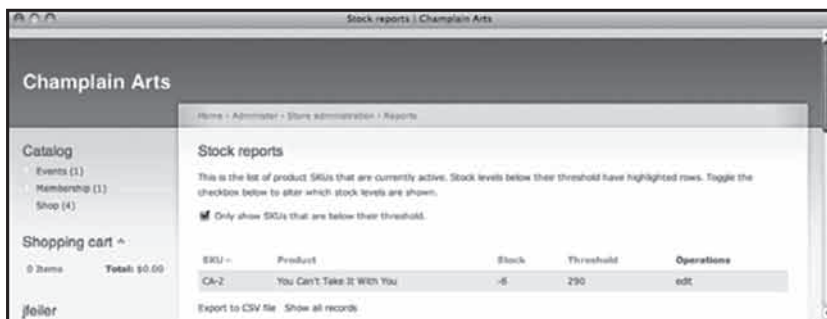 Stock reports | Champlain Arts
Champlain Arts
Home › Administer › Store administration › Reports
Catalog
Events (1)
Membership (1)
Shop (4)
Shopping cart ^
0 Items Total: $0.00
jfeiler
Stock reports
This is the list of product SKUs that are currently active. Stock levels below their threshold have highlighted rows. Toggle the
checkbox below to alter which stock levels are shown.
Only show SKUs that are below their threshold.
SKU Product Stock Threshold Operations
CA-2 You Can't Take It With You -6 290 edit
Export to CSV file Show all records